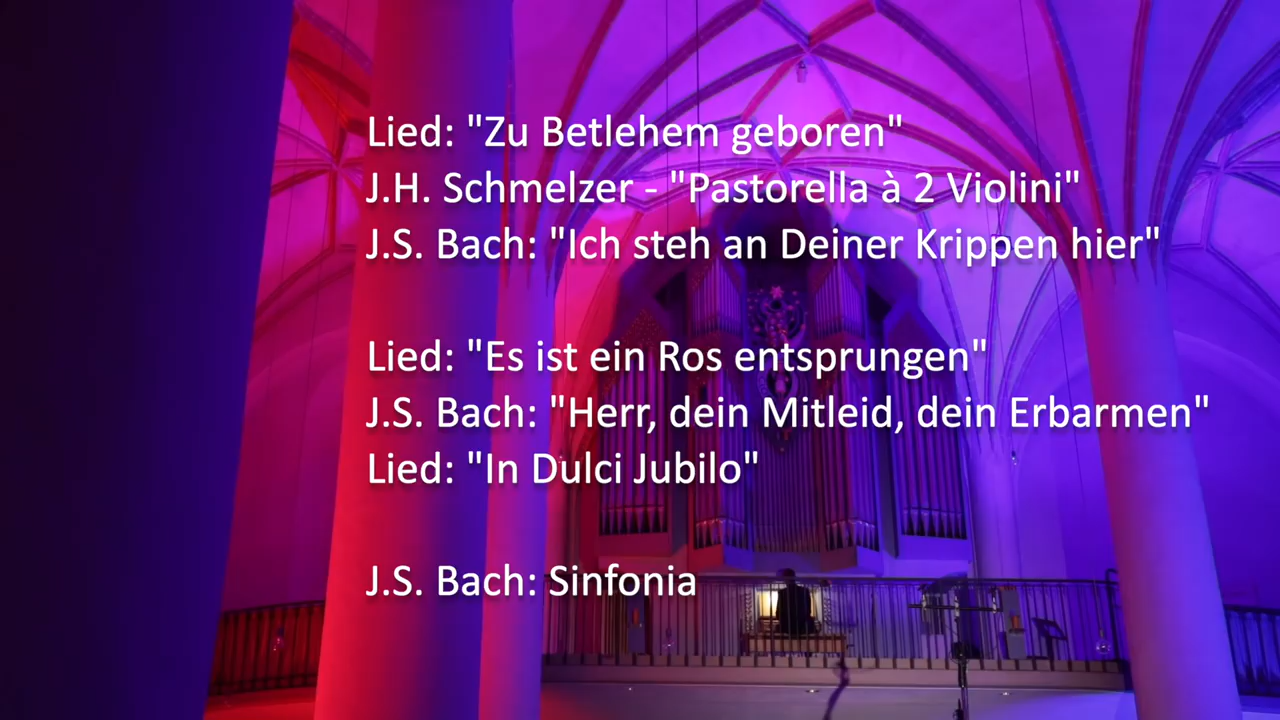 Lied: "Zu Betlehem geboren"
J.H. Schmelzer - "Pastorella à 2 Violini"
J.S. Bach: "Ich steh an Deiner Krippen hier"
Lied: "Es ist ein Ros entsprungen"
J.S. Bach: "Herr, dein Mitleid, dein Erbarmen"
Lied: "In Dulci Jubilo"
J.S. Bach: Sinfonia